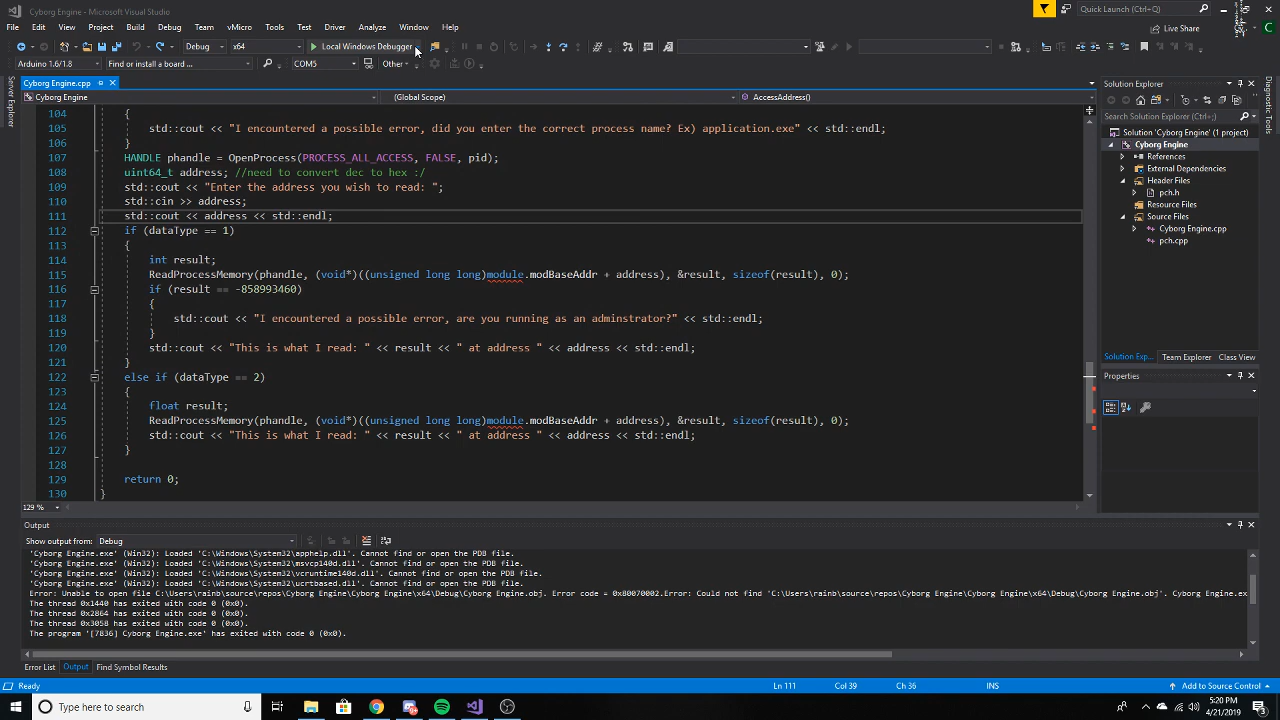 Cyborg Engine - Microsoft Visual Studio
Quick Launch (Ctrl+Q)
File Edit View Project Build Debug Team vMicro Tools Test Driver Analyze Window Help
Live Share
C
Debug x64 Local Windows Debugger
Arduino 1.6/1.8 Find or install a board ... COM5 Other
Server Explorer
Cyborg Engine.cpp
Cyborg Engine (Global Scope) AccessAddress()
104 {
105 std::cout << "I encountered a possible error, did you enter the correct process name? Ex) application.exe" << std::endl;
106 }
107 HANDLE phandle = OpenProcess(PROCESS_ALL_ACCESS, FALSE, pid);
108 uint64_t address; //need to convert dec to hex :/
109 std::cout << "Enter the address you wish to read: ";
110 std::cin >> address;
111 std::cout << address << std::endl;
112 if (dataType == 1)
113 {
114 int result;
115 ReadProcessMemory(phandle, (void*)((unsigned long long)module.modBaseAddr + address), &result, sizeof(result), 0);
116 if (result == -858993460)
117 {
118 std::cout << "I encountered a possible error, are you running as an adminstrator?" << std::endl;
119 }
120 std::cout << "This is what I read: " << result << " at address " << address << std::endl;
121 }
122 else if (dataType == 2)
123 {
124 float result;
125 ReadProcessMemory(phandle, (void*)((unsigned long long)module.modBaseAddr + address), &result, sizeof(result), 0);
126 std::cout << "This is what I read: " << result << " at address " << address << std::endl;
127 }
128
129 return 0;
130 }
129 %
Solution Explorer
Search Solution Explorer (Ctrl+;)
Solution 'Cyborg Engine' (1 project)
Cyborg Engine
References
External Dependencies
Header Files
pch.h
Resource Files
Source Files
Cyborg Engine.cpp
pch.cpp
Solution Exp... Team Explorer Class View
Properties
Diagnostic Tools
Output
Show output from: Debug
'Cyborg Engine.exe' (Win32): Loaded 'C:\Windows\System32\apphelp.dll'. Cannot find or open the PDB file.
'Cyborg Engine.exe' (Win32): Loaded 'C:\Windows\System32\msvcp140d.dll'. Cannot find or open the PDB file.
'Cyborg Engine.exe' (Win32): Loaded 'C:\Windows\System32\vcruntime140d.dll'. Cannot find or open the PDB file.
'Cyborg Engine.exe' (Win32): Loaded 'C:\Windows\System32\ucrtbased.dll'. Cannot find or open the PDB file.
Error: Unable to open file C:\Users\rainb\source\repos\Cyborg Engine\Cyborg Engine\x64\Debug\Cyborg Engine.obj. Error code = 0x80070002.Error: Could not find 'C:\Users\rainb\source\repos\Cyborg Engine\Cyborg Engine\x64\Debug\Cyborg Engine.obj'. Cyborg Engine.ex
The thread 0x1440 has exited with code 0 (0x0).
The thread 0x2864 has exited with code 0 (0x0).
The thread 0x3058 has exited with code 0 (0x0).
The program '[7836] Cyborg Engine.exe' has exited with code 0 (0x0).
Error List Output Find Symbol Results
Ready Ln 111 Col 39 Ch 36 INS Add to Source Control
Type here to search
5:20 PM
4/21/2019
3